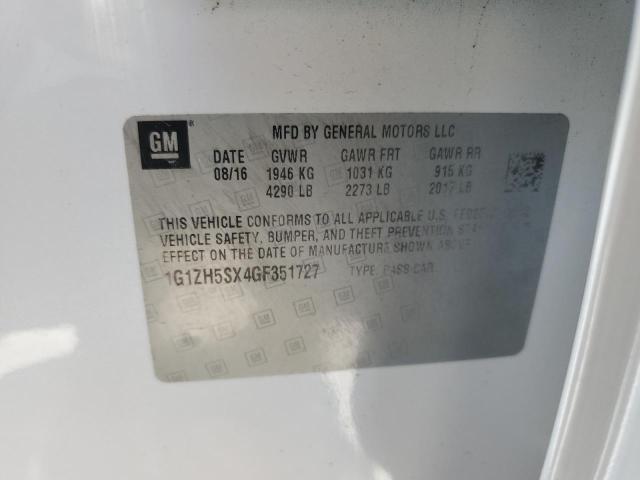 GM
MFD BY GENERAL MOTORS LLC
DATE GVWR GAWR FRT GAWR RR
08/16 1946 KG 1031 KG 915 KG
4290 LB 2273 LB 2017 LB
THIS VEHICLE CONFORMS TO ALL APPLICABLE U.S. FEDERAL
VEHICLE SAFETY, BUMPER, AND THEFT PREVENTION
EFFECT ON THE DATE OF MANUFACTURE SHOWN ABOVE.
1G1ZH5SX4GF351727 TYPE: PASS CAR